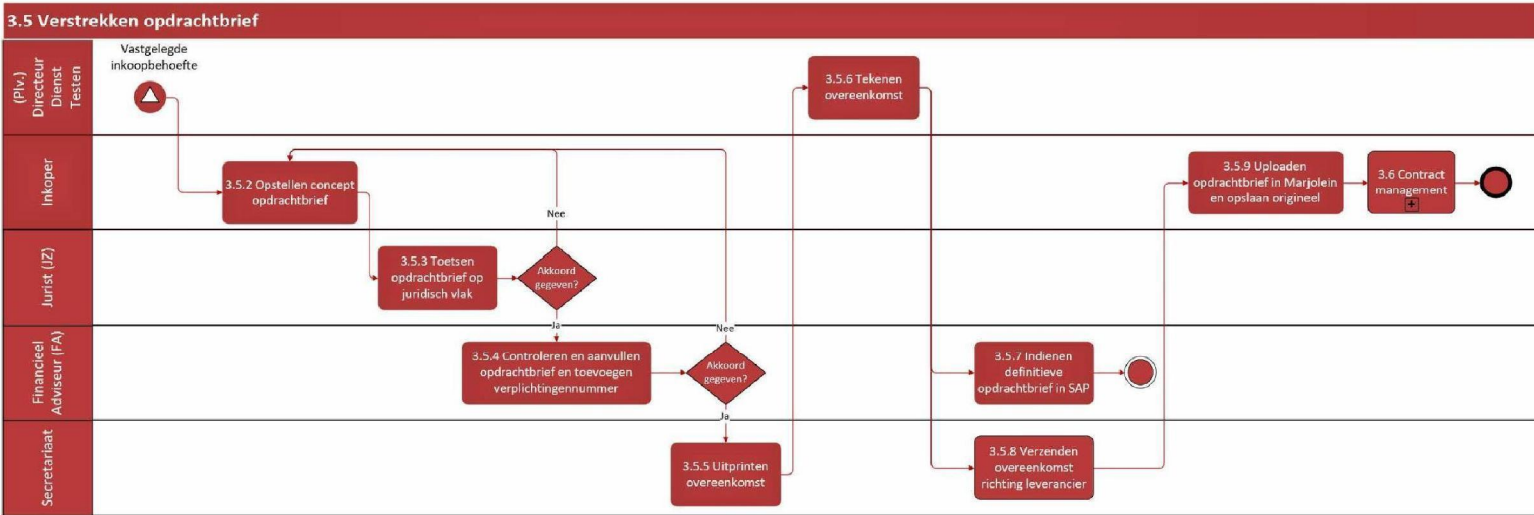 3.5 Verstrekken opdrachtbrief
(Plv.)
Directeur
Dienst
Testen
Vastgelegde
inkoopbehoefte
3.5.6 Tekenen
overeenkomst
Inkoper
3.5.2 Opstellen concept
opdrachtbrief
Nee
3.5.9 Uploaden
opdrachtbrief in Marjolein
en opslaan origineel
3.6 Contract
management
Jurist (JZ)
3.5.3 Toetsen
opdrachtbrief op
juridisch vlak
Akkoord
gegeven?
Ja
Nee
Financieel
Adviseur (FA)
3.5.4 Controleren en aanvullen
opdrachtbrief en toevoegen
verplichtingennummer
Akkoord
gegeven?
Ja
3.5.7 Indienen
definitieve
opdrachtbrief in SAP
Secretariaat
3.5.5 Uitprinten
overeenkomst
3.5.8 Verzenden
overeenkomst
richting leverancier